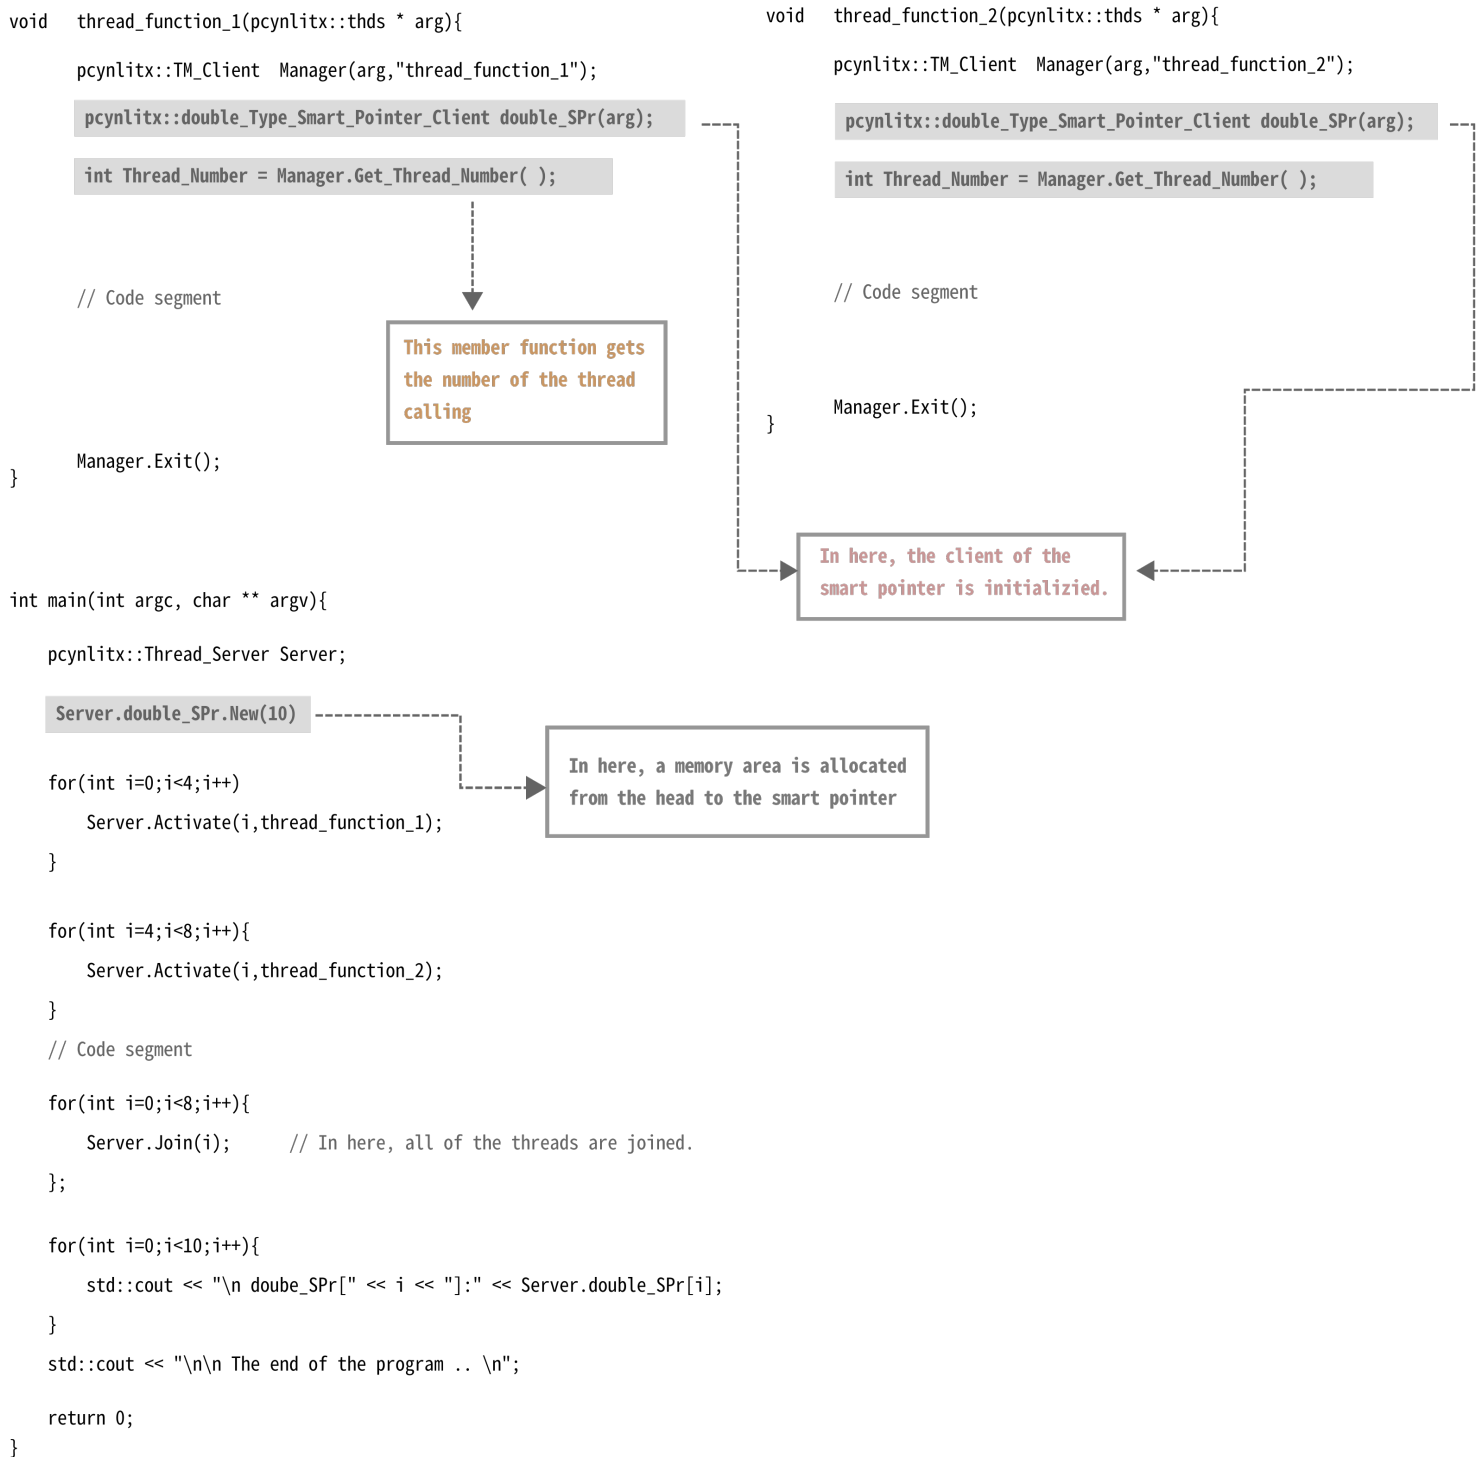 void   thread_function_1(pcynlitx::thds * arg){
pcynlitx::TM_Client  Manager(arg,"thread_function_1");
pcynlitx::double_Type_Smart_Pointer_Client double_SPr(arg);
int Thread_Number = Manager.Get_Thread_Number( );
// Code segment
This member function gets
the number of the thread
calling
Manager.Exit();
}
void   thread_function_2(pcynlitx::thds * arg){
pcynlitx::TM_Client  Manager(arg,"thread_function_2");
pcynlitx::double_Type_Smart_Pointer_Client double_SPr(arg);
int Thread_Number = Manager.Get_Thread_Number( );
// Code segment
Manager.Exit();
}
In here, the client of the
smart pointer is initializied.
int main(int argc, char ** argv){
pcynlitx::Thread_Server Server;
Server.double_SPr.New(10)
In here, a memory area is allocated
from the head to the smart pointer
for(int i=0;i<4;i++)
Server.Activate(i,thread_function_1);
}
for(int i=4;i<8;i++){
Server.Activate(i,thread_function_2);
}
// Code segment
for(int i=0;i<8;i++){
Server.Join(i);      // In here, all of the threads are joined.
};
for(int i=0;i<10;i++){
std::cout << "\n doube_SPr[" << i << "]:" << Server.double_SPr[i];
}
std::cout << "\n\n The end of the program .. \n";
return 0;
}